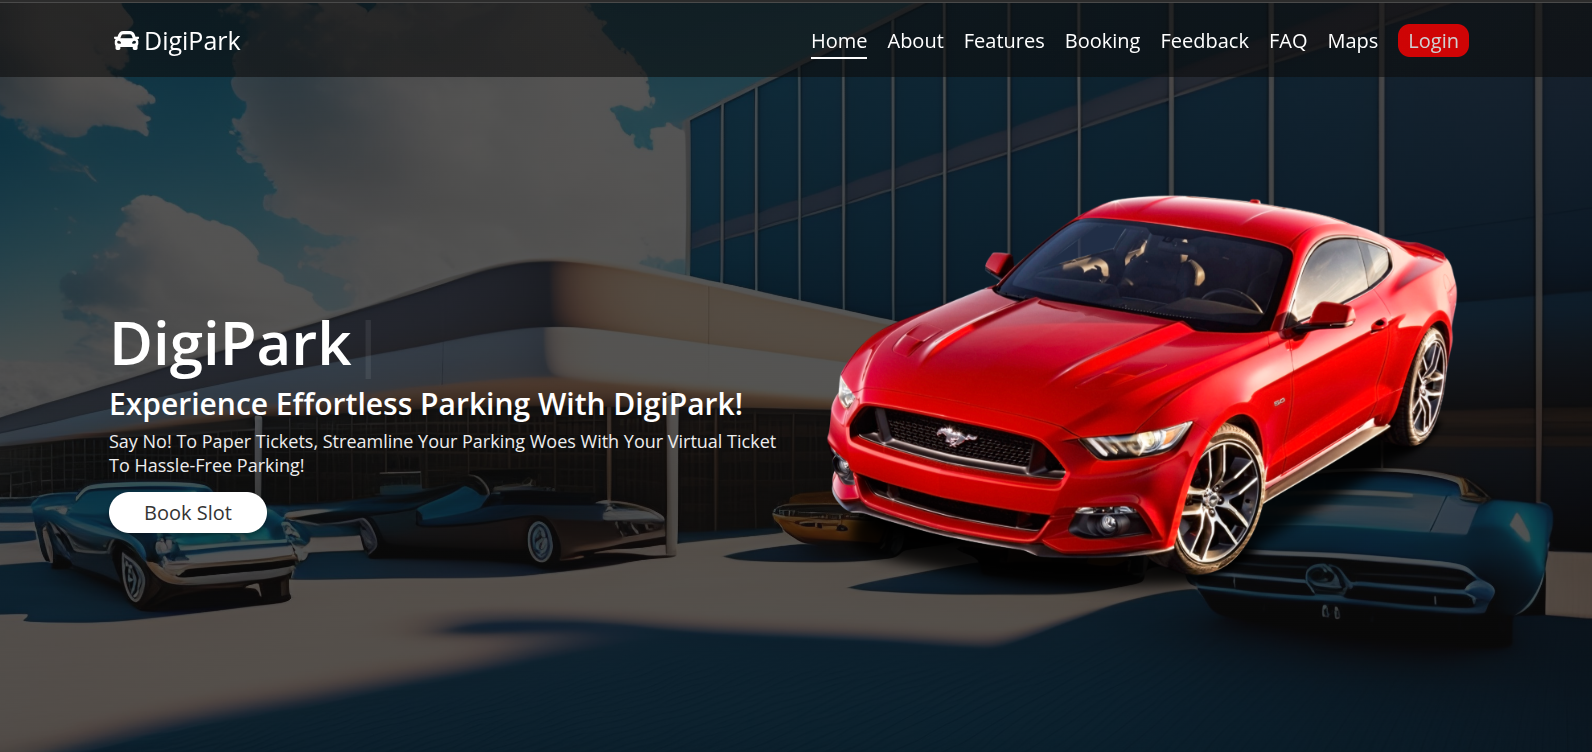 DigiPark
Home About Features Booking Feedback FAQ Maps Login
DigiPark
Experience Effortless Parking With DigiPark!
Say No! To Paper Tickets, Streamline Your Parking Woes With Your Virtual Ticket
To Hassle-Free Parking!
Book Slot